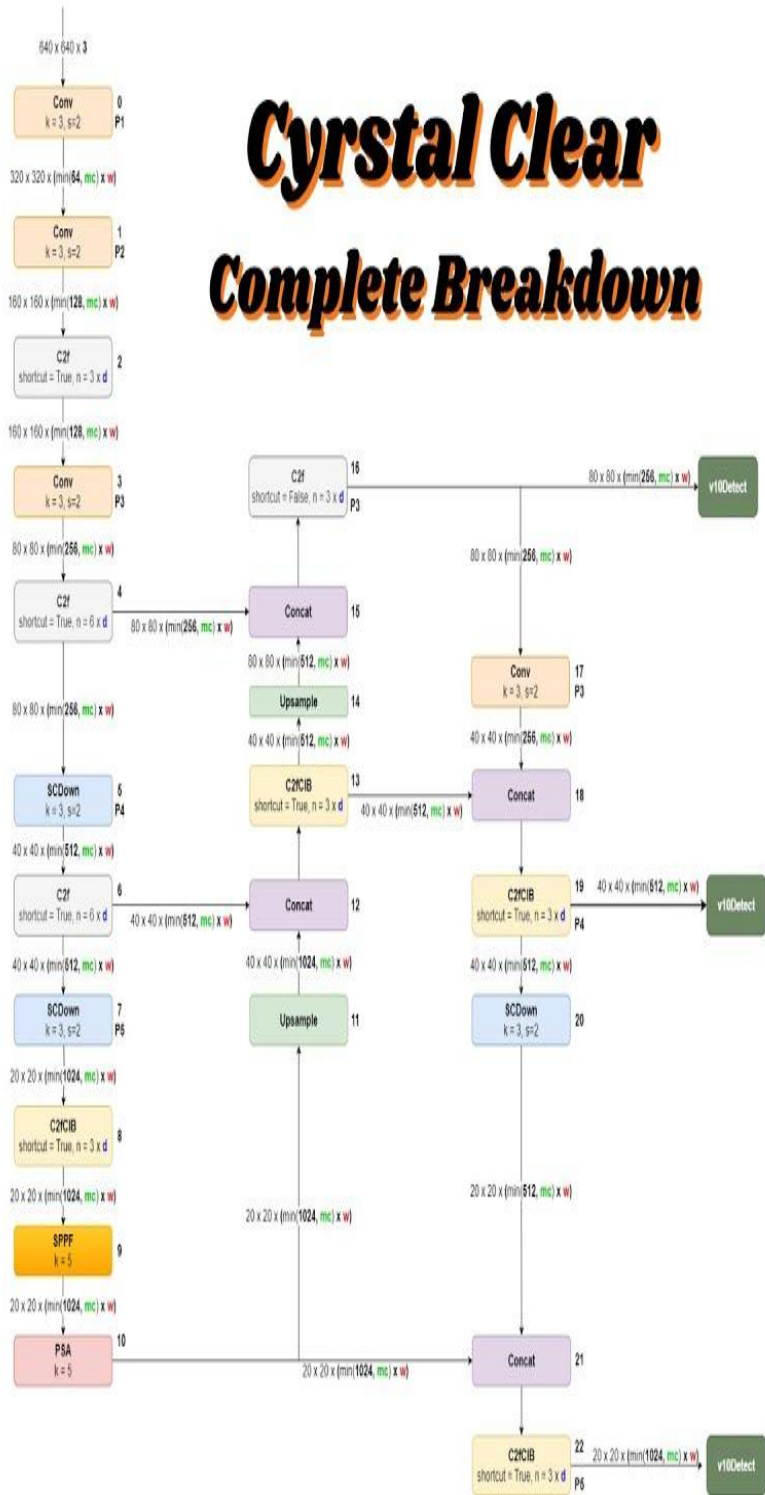 640 x 640 x 3
Conv
k = 3, s=2
0
P1
320 x 320 x (min(64, mc) x w)
Conv
k = 3, s=2
1
P2
160 x 160 x (min(128, mc) x w)
C2f
shortcut = True, n = 3 x d
2
160 x 160 x (min(128, mc) x w)
Conv
k = 3, s=2
3
P3
80 x 80 x (min(256, mc) x w)
C2f
shortcut = True, n = 6 x d
4
80 x 80 x (min(256, mc) x w)
80 x 80 x (min(256, mc) x w)
SCDown
k = 3, s=2
5
P4
40 x 40 x (min(512, mc) x w)
C2f
shortcut = True, n = 6 x d
6
40 x 40 x (min(512, mc) x w)
40 x 40 x (min(512, mc) x w)
SCDown
k = 3, s=2
7
P5
20 x 20 x (min(1024, mc) x w)
C2fCIB
shortcut = True, n = 3 x d
8
20 x 20 x (min(1024, mc) x w)
SPPF
k = 5
9
20 x 20 x (min(1024, mc) x w)
PSA
k = 5
10
20 x 20 x (min(1024, mc) x w)
Cyrstal Clear
Complete Breakdown
C2f
shortcut = False, n = 3 x d
16
P3
80 x 80 x (min(256, mc) x w)
v10Detect
Concat
15
80 x 80 x (min(512, mc) x w)
Upsample
14
40 x 40 x (min(512, mc) x w)
C2fCIB
shortcut = True, n = 3 x d
13
40 x 40 x (min(512, mc) x w)
Concat
12
40 x 40 x (min(1024, mc) x w)
Upsample
11
20 x 20 x (min(1024, mc) x w)
80 x 80 x (min(256, mc) x w)
Conv
k = 3, s=2
17
P3
40 x 40 x (min(256, mc) x w)
Concat
18
C2fCIB
shortcut = True, n = 3 x d
19
P4
40 x 40 x (min(512, mc) x w)
v10Detect
40 x 40 x (min(512, mc) x w)
SCDown
k = 3, s=2
20
20 x 20 x (min(512, mc) x w)
Concat
21
C2fCIB
shortcut = True, n = 3 x d
22
P5
20 x 20 x (min(1024, mc) x w)
v10Detect